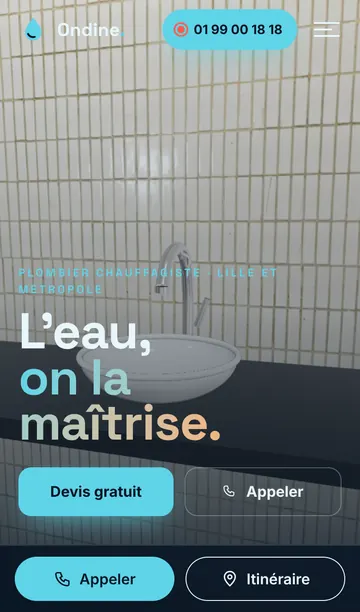 Ondine
01 99 00 18 18
PLOMBIER CHAUFFAGISTE · LILLE ET
MÉTROPOLE
L'eau,
on la
maîtrise.
Devis gratuit
Appeler
Appeler
Itinéraire